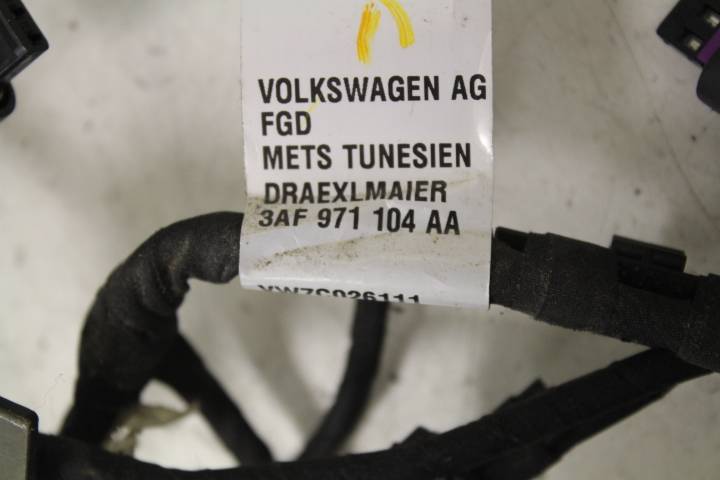 VOLKSWAGEN AG
FGD
METS TUNESIEN
DRAEXLMAIER
3AF 971 104 AA